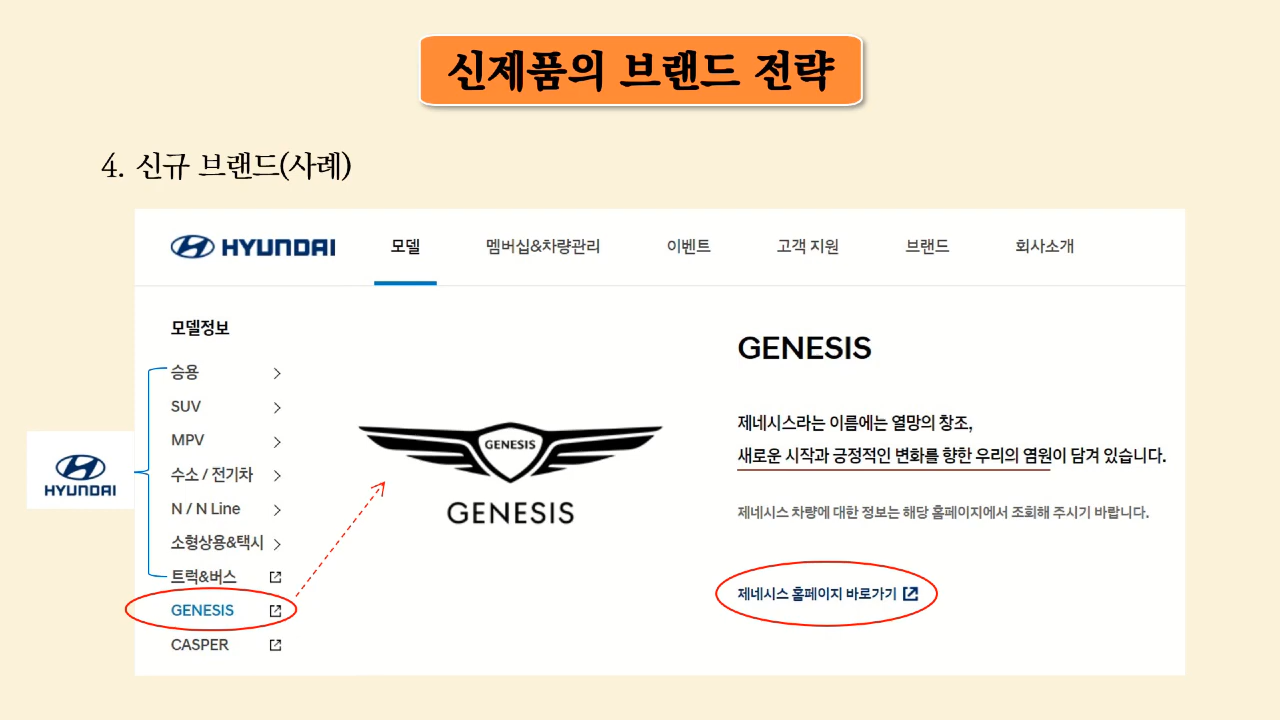 신제품의 브랜드 전략
4. 신규 브랜드(사례)
HYUNDAI
모델
멤버십&차량관리
이벤트
고객 지원
브랜드
회사소개
모델정보
승용
SUV
MPV
수소 / 전기차
N / N Line
소형상용&택시
트럭&버스
GENESIS
CASPER
HYUNDAI
GENESIS
GENESIS
GENESIS
제네시스라는 이름에는 열망의 창조,
새로운 시작과 긍정적인 변화를 향한 우리의 염원이 담겨 있습니다.
제네시스 차량에 대한 정보는 해당 홈페이지에서 조회해 주시기 바랍니다.
제네시스 홈페이지 바로가기